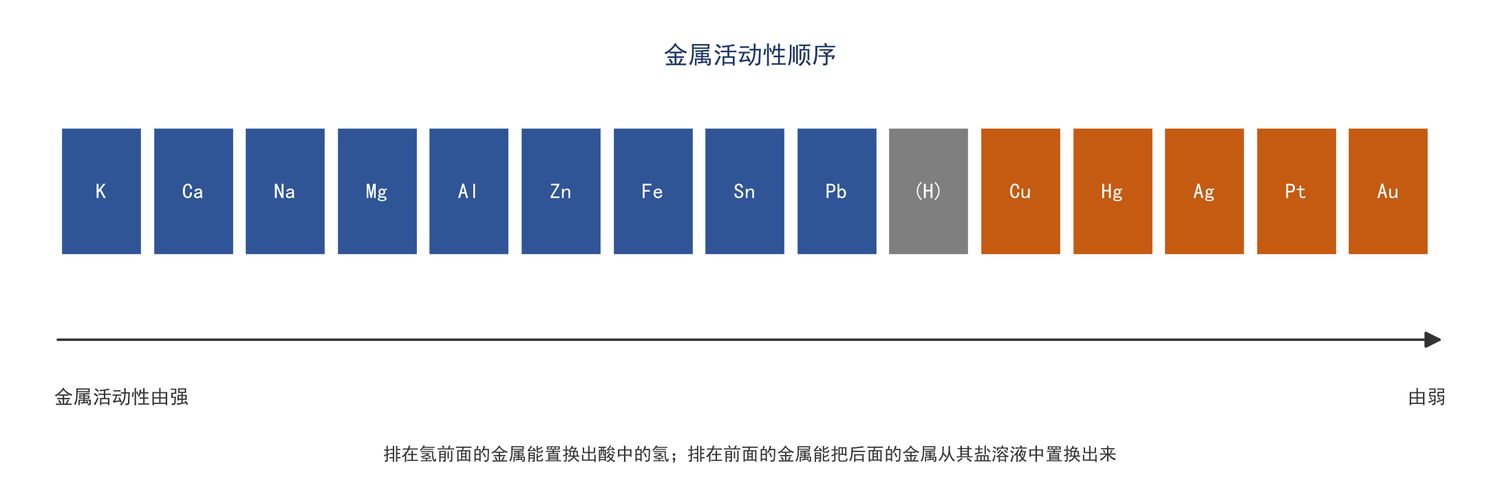 金属活动性顺序
K Ca Na Mg Al Zn Fe Sn Pb (H) Cu Hg Ag Pt Au
金属活动性由强 由弱
排在氢前面的金属能置换出酸中的氢；排在前面的金属能把后面的金属从其盐溶液中置换出来